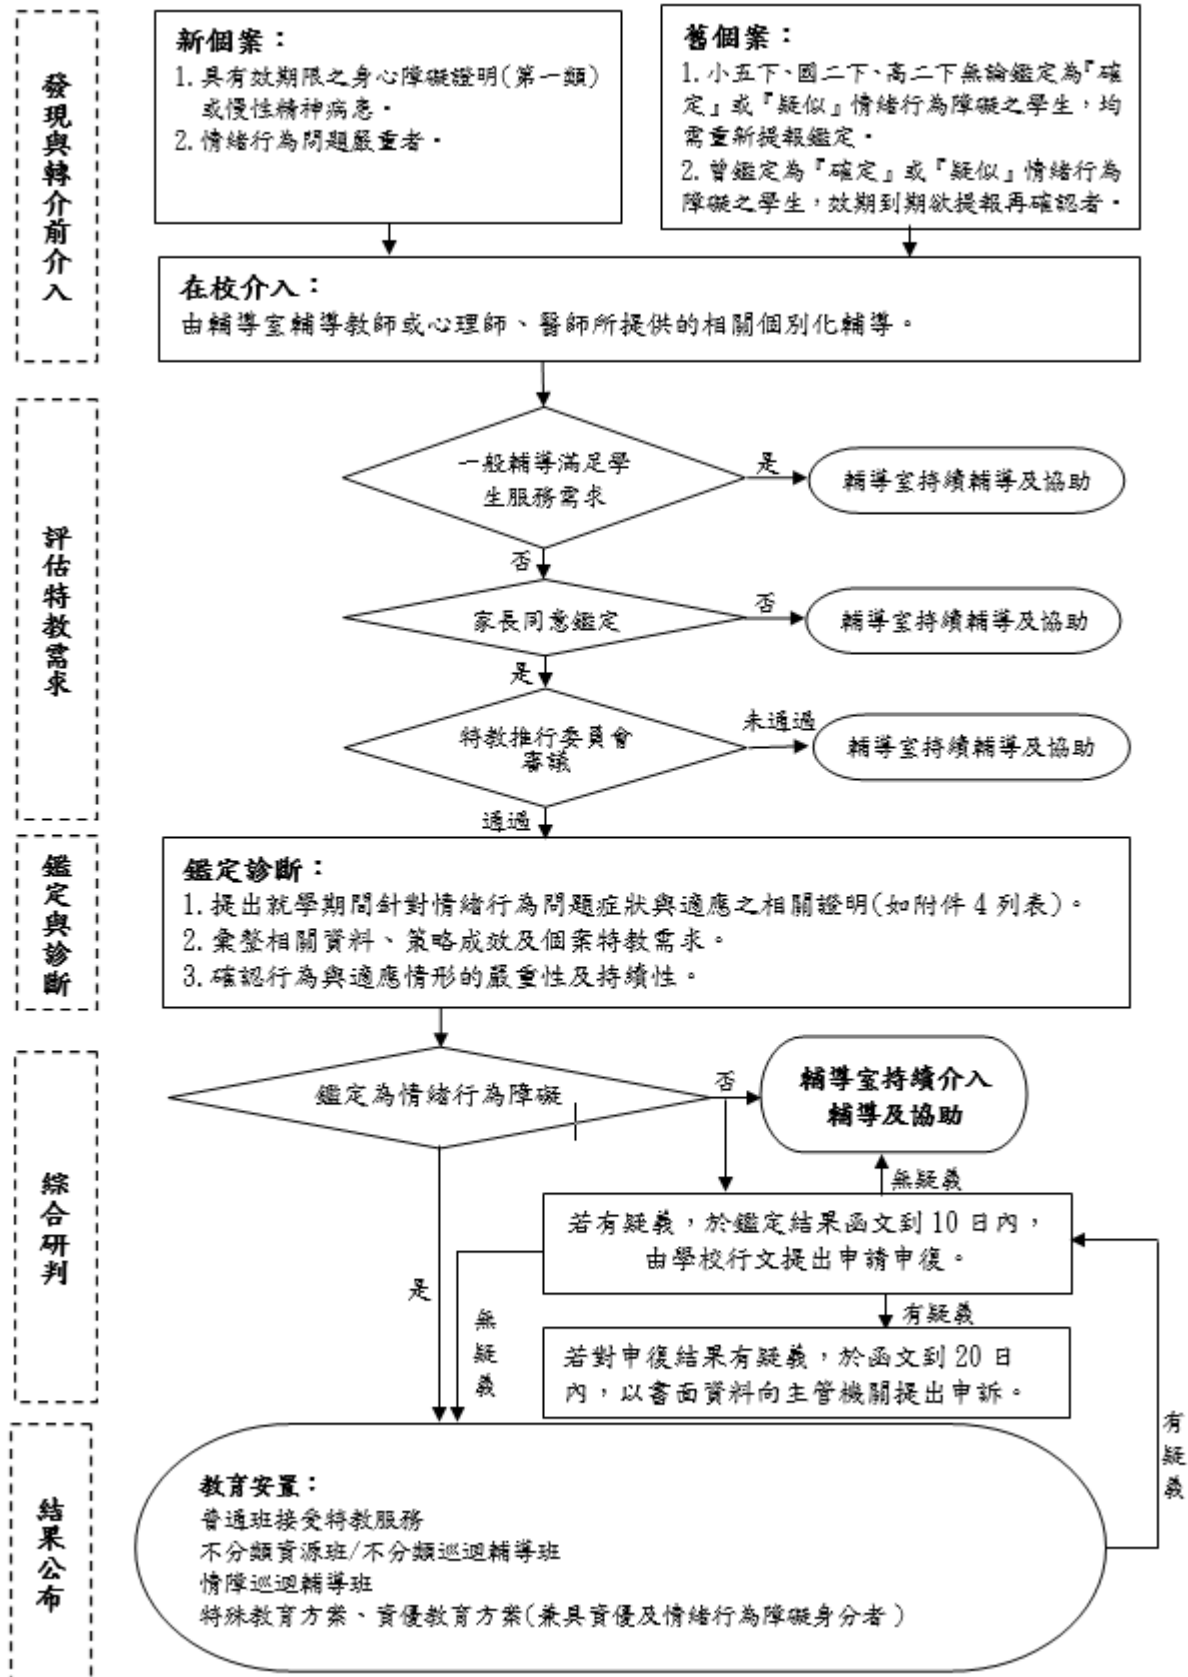 發現與轉介前介入
新個案：
1.具有效期限之身心障礙證明(第一類)
或慢性精神病患。
2.情緒行為問題嚴重者。
舊個案：
1.小五下、國二下、高二下無論鑑定為『確
定』或『疑似』情緒行為障礙之學生，均
需重新提報鑑定。
2.曾鑑定為『確定』或『疑似』情緒行為
障礙之學生，效期到期欲提報再確認者。
在校介入：
由輔導室輔導教師或心理師、醫師所提供的相關個別化輔導。
評估特教需求
一般輔導滿足學
生服務需求
是
輔導室持續輔導及協助
否
家長同意鑑定
否
輔導室持續輔導及協助
是
特教推行委員會
審議
未通過
輔導室持續輔導及協助
通過
鑑定與診斷
鑑定診斷：
1.提出就學期間針對情緒行為問題症狀與適應之相關證明(如附件4列表)。
2.彙整相關資料、策略成效及個案特教需求。
3.確認行為與適應情形的嚴重性及持續性。
綜合研判
鑑定為情緒行為障礙
否
輔導室持續介入
輔導及協助
無疑義
若有疑義，於鑑定結果函文到10日內，
由學校行文提出申請申復。
是
無疑義
有疑義
若對申復結果有疑義，於函文到20日
內，以書面資料向主管機關提出申訴。
有疑義
結果公布
教育安置：
普通班接受特教服務
不分類資源班/不分類巡迴輔導班
情障巡迴輔導班
特殊教育方案、資優教育方案(兼具資優及情緒行為障礙身分者)